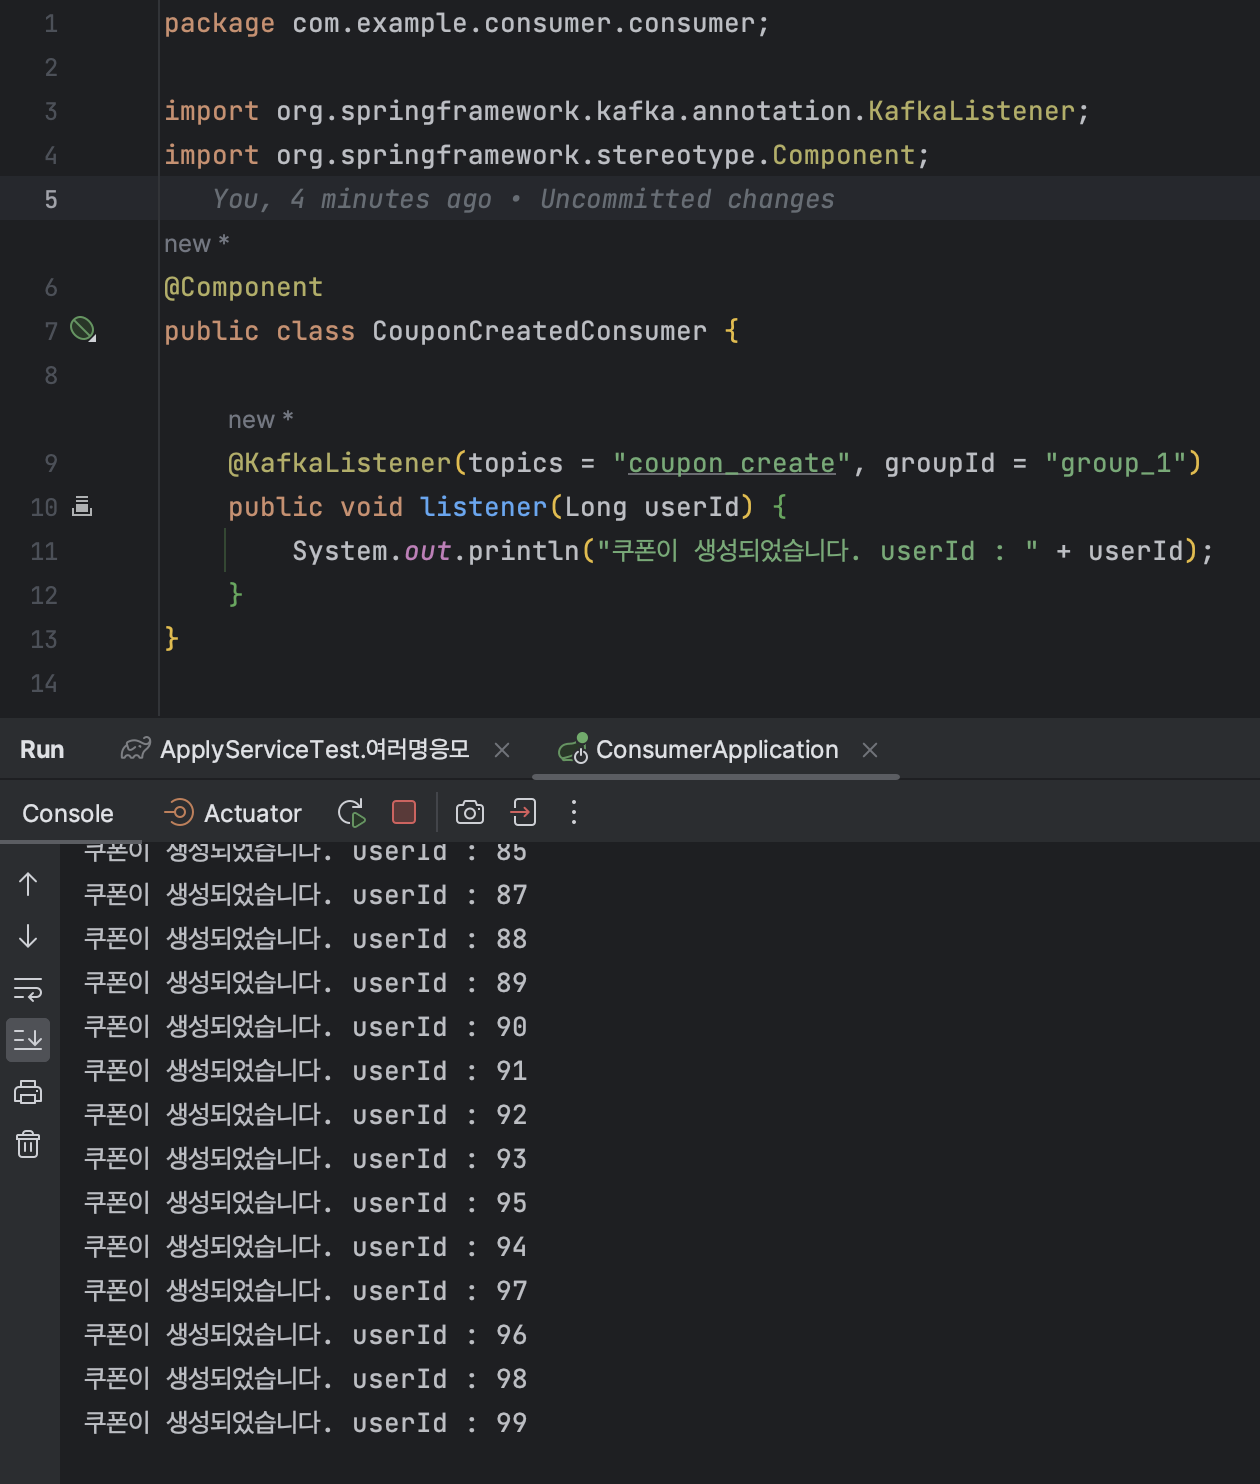 1 package com.example.consumer.consumer;
2
3 import org.springframework.kafka.annotation.KafkaListener;
4 import org.springframework.stereotype.Component;
5 You, 4 minutes ago • Uncommitted changes
new *
6 @Component
7 public class CouponCreatedConsumer {
8
new *
9 @KafkaListener(topics = "coupon_create", groupId = "group_1")
10 public void listener(Long userId) {
11 System.out.println("쿠폰이 생성되었습니다. userId : " + userId);
12 }
13 }
14
Run ApplyServiceTest.여러명응모 ConsumerApplication
Console Actuator
쿠폰이 생성되었습니다. userId : 85
쿠폰이 생성되었습니다. userId : 87
쿠폰이 생성되었습니다. userId : 88
쿠폰이 생성되었습니다. userId : 89
쿠폰이 생성되었습니다. userId : 90
쿠폰이 생성되었습니다. userId : 91
쿠폰이 생성되었습니다. userId : 92
쿠폰이 생성되었습니다. userId : 93
쿠폰이 생성되었습니다. userId : 95
쿠폰이 생성되었습니다. userId : 94
쿠폰이 생성되었습니다. userId : 97
쿠폰이 생성되었습니다. userId : 96
쿠폰이 생성되었습니다. userId : 98
쿠폰이 생성되었습니다. userId : 99